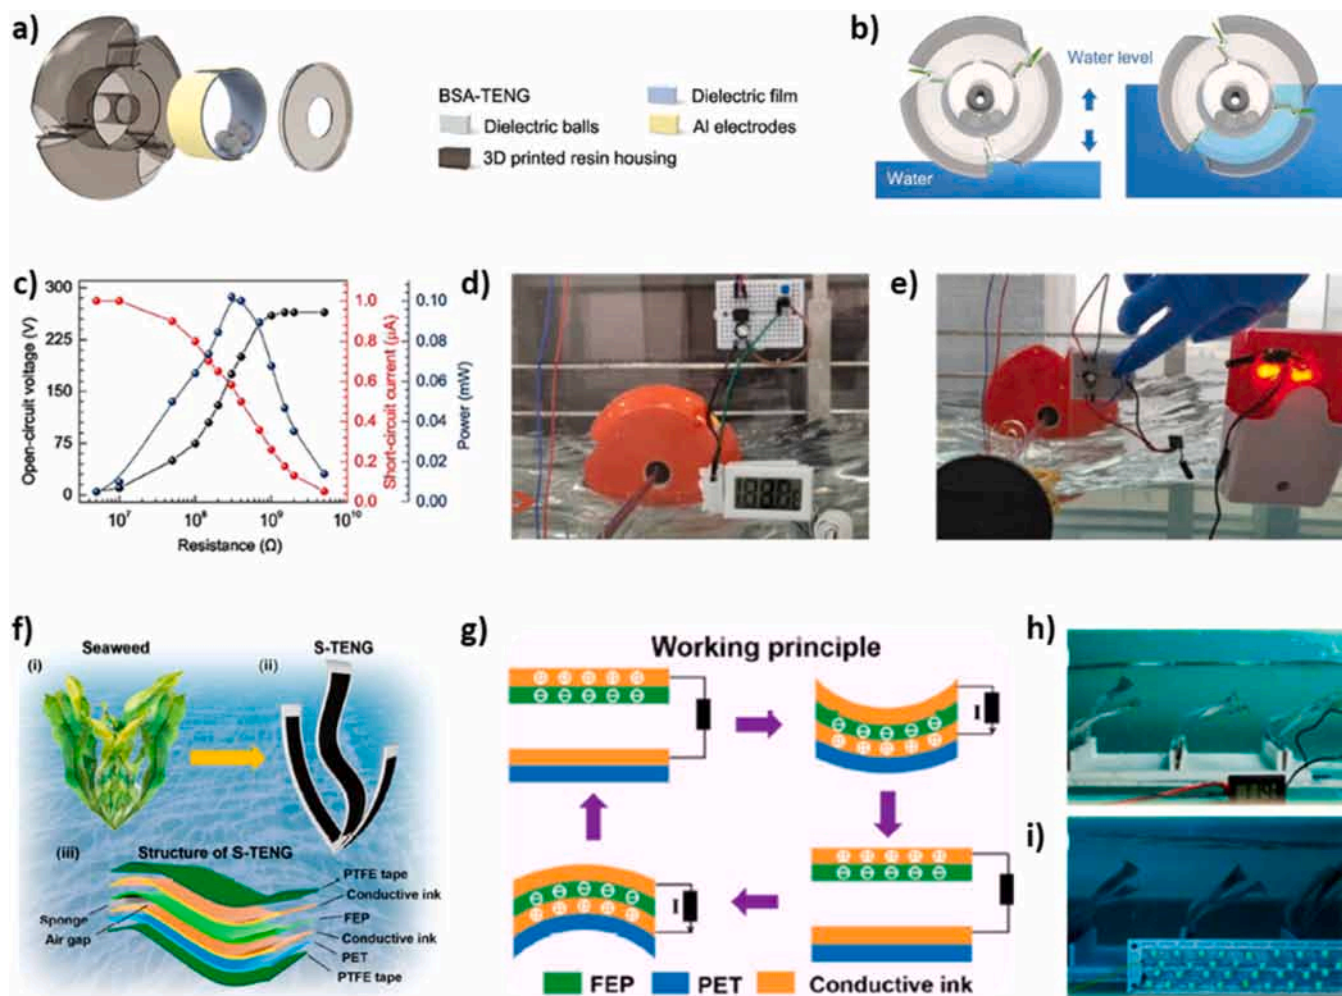 a)
BSA-TENG
Dielectric film
Dielectric balls
Al electrodes
3D printed resin housing
b)
Water level
Water
c)
300
225
150
75
0
Open-circuit voltage (V)
10⁷
10⁸
10⁹
10¹⁰
Resistance (Ω)
1.0
0.8
0.6
0.4
0.2
0.0
Short-circuit current (μA)
0.10
0.08
0.06
0.04
0.02
0.00
Power (mW)
d)
e)
f)
Seaweed
S-TENG
(i)
(ii)
(iii)
Structure of S-TENG
PTFE tape
Conductive ink
Sponge
FEP
Air gap
Conductive ink
PET
PTFE tape
g)
Working principle
I
I
FEP
PET
Conductive ink
h)
i)